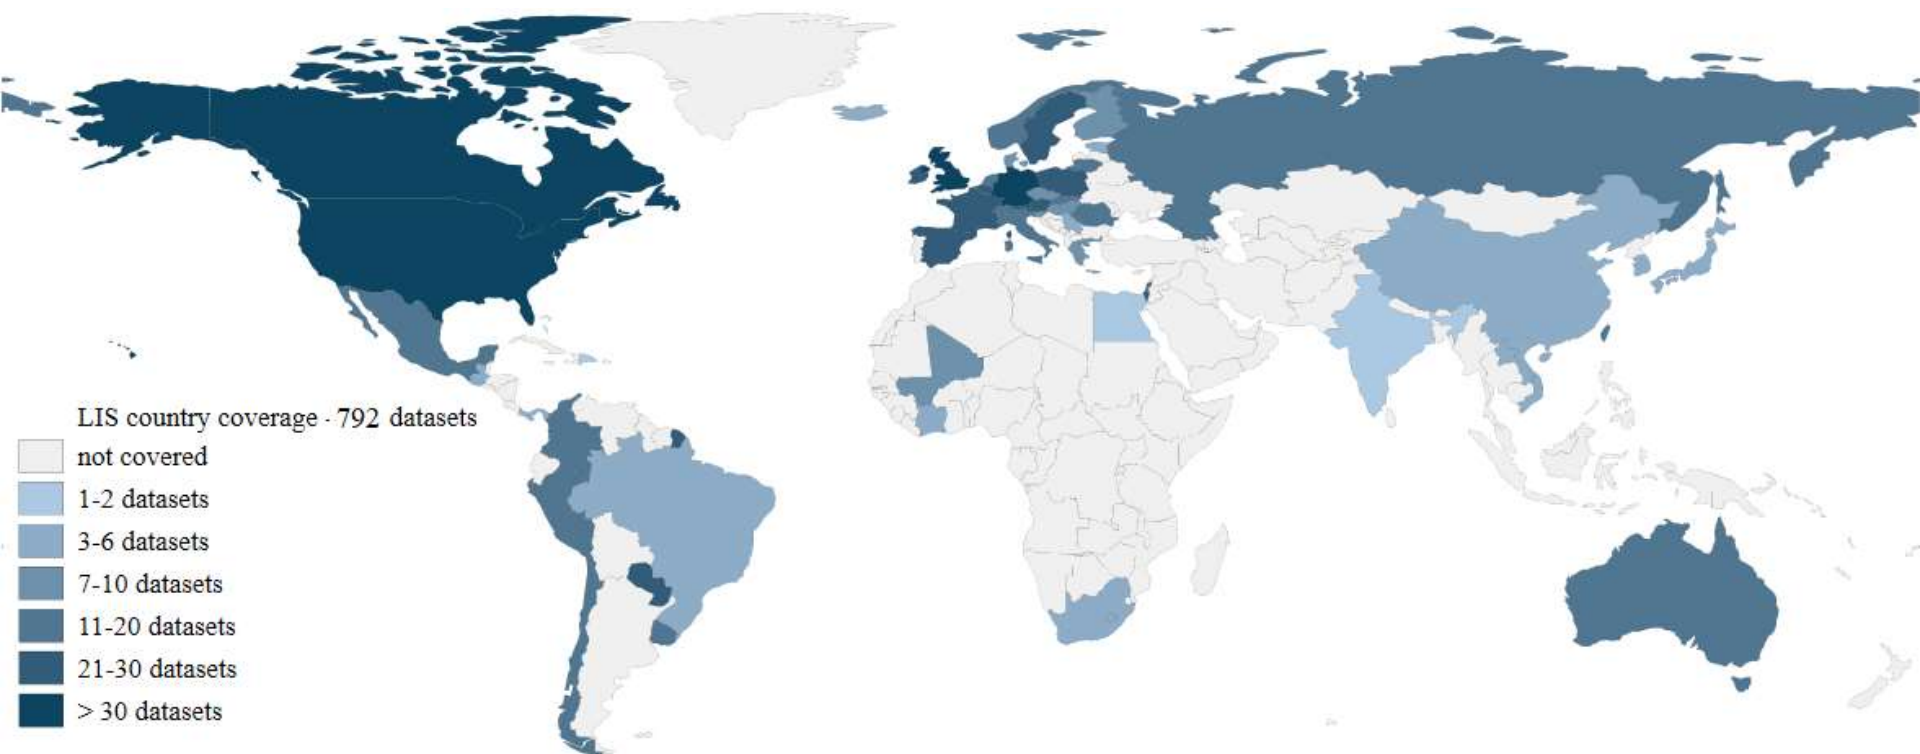 LIS country coverage - 792 datasets
not covered
1-2 datasets
3-6 datasets
7-10 datasets
11-20 datasets
21-30 datasets
> 30 datasets